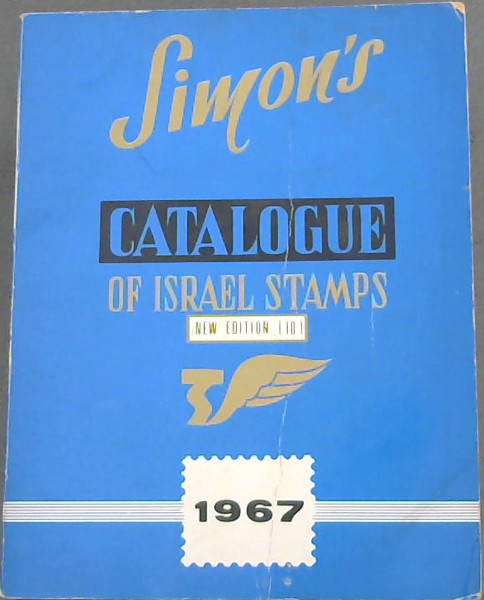 Simon's
CATALOGUE
OF ISRAEL STAMPS
NEW EDITION (10)
1967